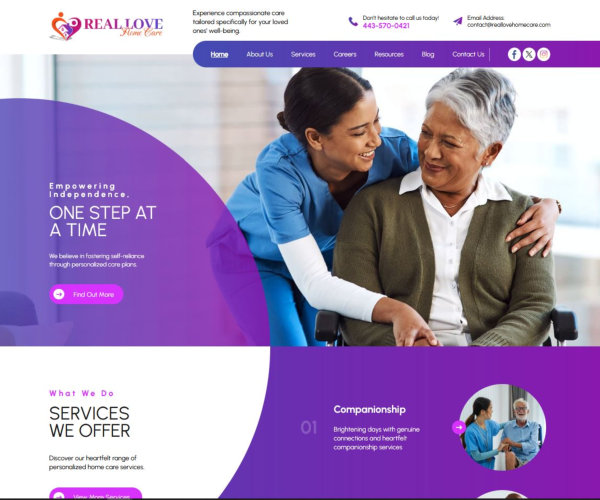 REAL LOVE
Home Care
Experience compassionate care
tailored specifically for your loved
ones' well-being.
Don't hesitate to call us today!
443-570-0421
Email Address:
contact@reallovehomecare.com
Home About Us Services Careers Resources Blog Contact Us
Empowering
Independence.
ONE STEP AT
A TIME
We believe in fostering self-reliance
through personalized care plans.
Find Out More
What We Do
SERVICES
WE OFFER
Discover our heartfelt range of
personalized home care services.
View More Services
01
Companionship
Brightening days with genuine
connections and heartfelt
companionship services